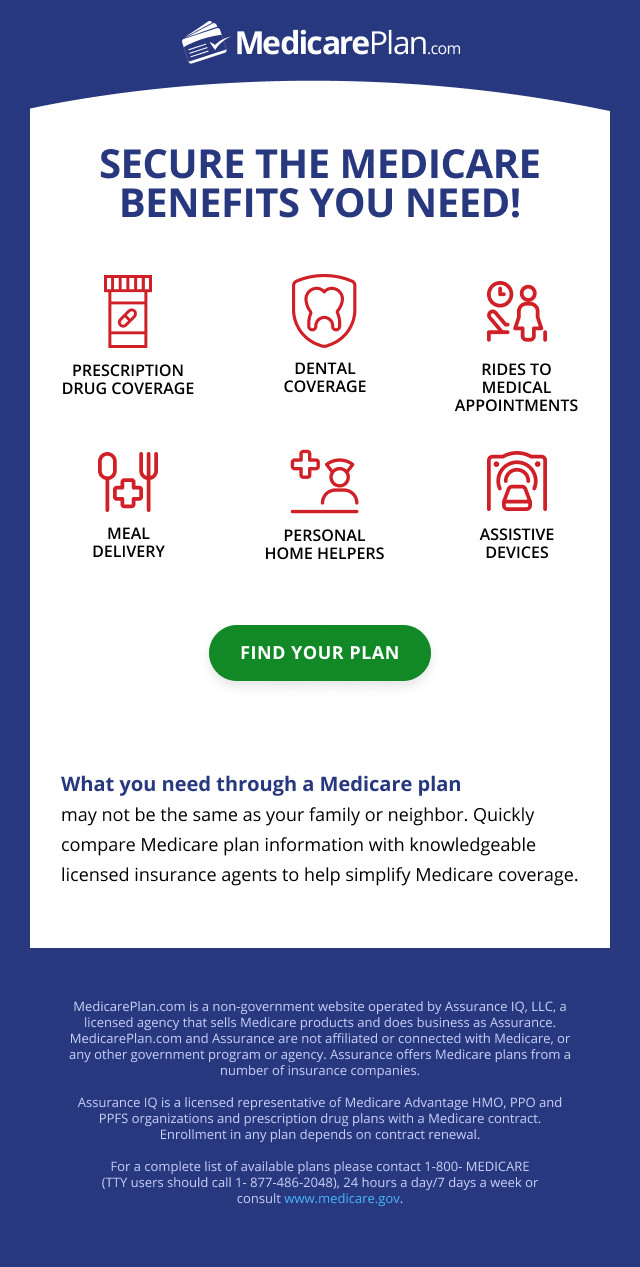 MedicarePlan.com
SECURE THE MEDICARE
BENEFITS YOU NEED!
PRESCRIPTION
DRUG COVERAGE
DENTAL
COVERAGE
RIDES TO
MEDICAL
APPOINTMENTS
MEAL
DELIVERY
PERSONAL
HOME HELPERS
ASSISTIVE
DEVICES
FIND YOUR PLAN
What you need through a Medicare plan
may not be the same as your family or neighbor. Quickly
compare Medicare plan information with knowledgeable
licensed insurance agents to help simplify Medicare coverage.
MedicarePlan.com is a non-government website operated by Assurance IQ, LLC, a
licensed agency that sells Medicare products and does business as Assurance.
MedicarePlan.com and Assurance are not affiliated or connected with Medicare, or
any other government program or agency. Assurance offers Medicare plans from a
number of insurance companies.
Assurance IQ is a licensed representative of Medicare Advantage HMO, PPO and
PPFS organizations and prescription drug plans with a Medicare contract.
Enrollment in any plan depends on contract renewal.
For a complete list of available plans please contact 1-800- MEDICARE
(TTY users should call 1- 877-486-2048), 24 hours a day/7 days a week or
consult www.medicare.gov.